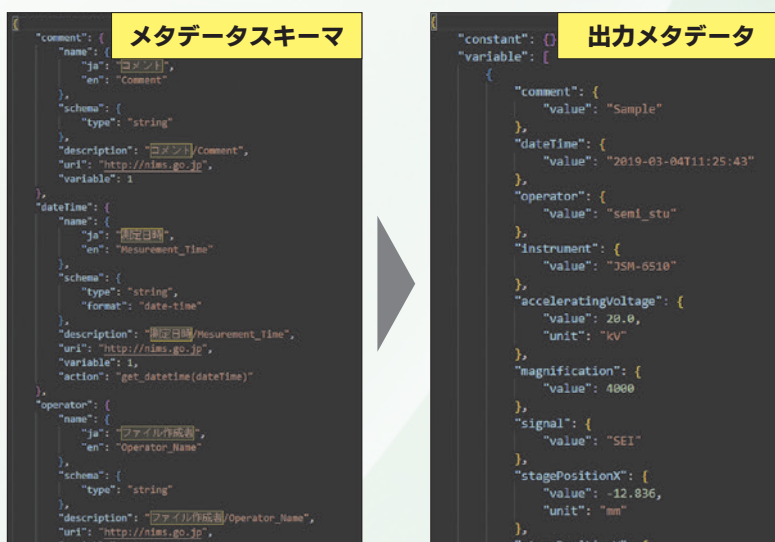 メタデータスキーマ
{
"comment": {
"name": {
"ja": "コメント",
"en": "Comment"
},
"schema": {
"type": "string"
},
"description": "コメント/Comment",
"uri": "http://nims.go.jp",
"variable": 1
},
"dateTime": {
"name": {
"ja": "測定日時",
"en": "Mesurement_Time"
},
"schema": {
"type": "string",
"format": "date-time"
},
"description": "測定日時/Mesurement_Time",
"uri": "http://nims.go.jp",
"variable": 1,
"action": "get_datetime(dateTime)"
},
"operator": {
"name": {
"ja": "ファイル作成者",
"en": "Operator_Name"
},
"schema": {
"type": "string"
},
"description": "ファイル作成者/Operator_Name",
"uri": "http://nims.go.jp",
出力メタデータ
{
"constant": {}
"variable": [
{
"comment": {
"value": "Sample"
},
"dateTime": {
"value": "2019-03-04T11:25:43"
},
"operator": {
"value": "semi_stu"
},
"instrument": {
"value": "JSM-6510"
},
"acceleratingVoltage": {
"value": 20.0,
"unit": "kV"
},
"magnification": {
"value": 4000
},
"signal": {
"value": "SEI"
},
"stagePositionX": {
"value": -12.836,
"unit": "mm"
},